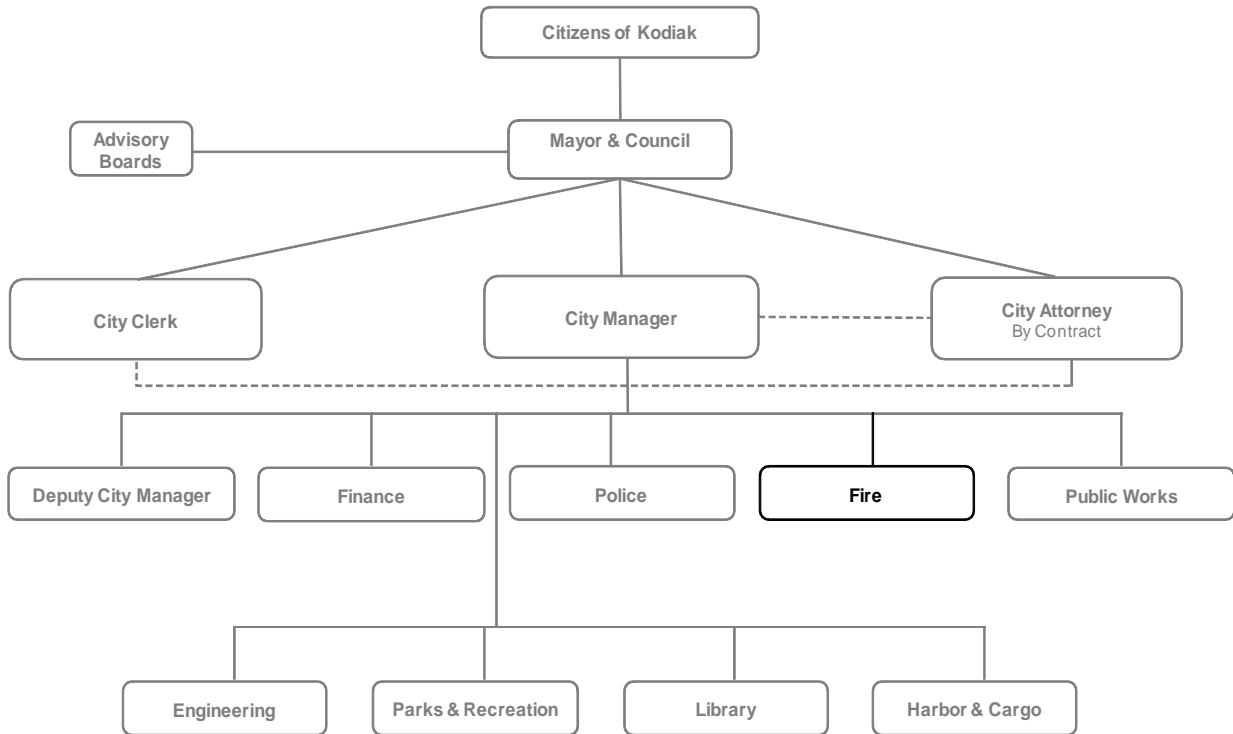 Citizens of Kodiak
Advisory
Boards
Mayor & Council
City Clerk
City Manager
City Attorney
By Contract
Deputy City Manager
Finance
Police
Fire
Public Works
Engineering
Parks & Recreation
Library
Harbor & Cargo